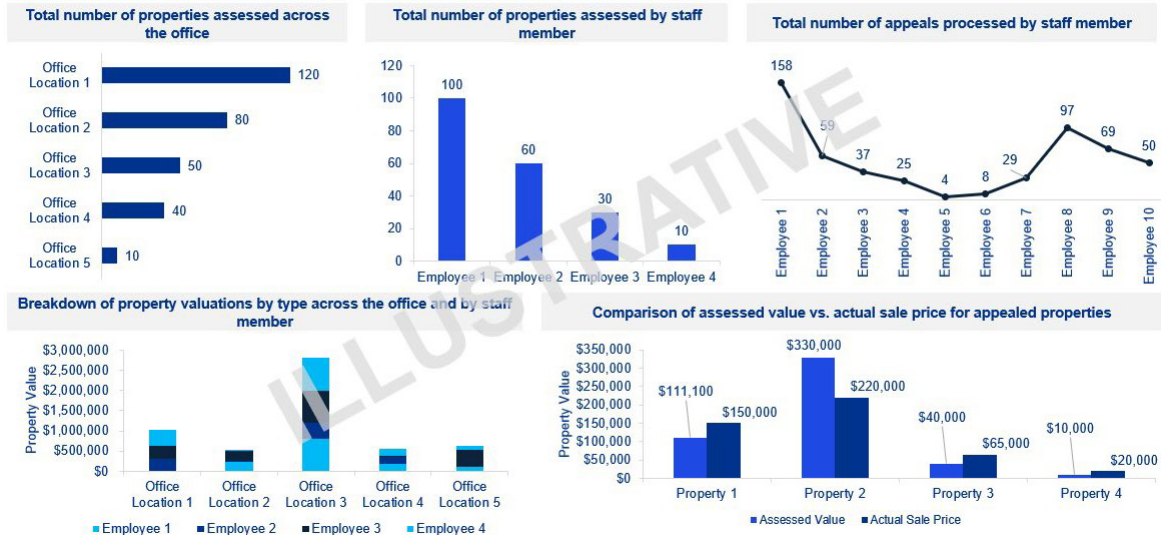 Total number of properties assessed across
the office
Office
Location 1
120
Office
Location 2
80
Office
Location 3
50
Office
Location 4
40
Office
Location 5
10
Total number of properties assessed by staff
member
120
100
80
60
40
20
0
100
60
30
10
Employee 1
Employee 2
Employee 3
Employee 4
Total number of appeals processed by staff member
158
59
37
25
4
8
29
97
69
50
Employee 1
Employee 2
Employee 3
Employee 4
Employee 5
Employee 6
Employee 7
Employee 8
Employee 9
Employee 10
ILLUSTRATIVE
Breakdown of property valuations by type across the office and by staff
member
Property Value
$3,000,000
$2,500,000
$2,000,000
$1,500,000
$1,000,000
$500,000
$0
Office
Location 1
Office
Location 2
Office
Location 3
Office
Location 4
Office
Location 5
Employee 1
Employee 2
Employee 3
Employee 4
Comparison of assessed value vs. actual sale price for appealed properties
Property Value
$350,000
$300,000
$250,000
$200,000
$150,000
$100,000
$50,000
$0
$111,100
$150,000
$330,000
$220,000
$40,000
$65,000
$10,000
$20,000
Property 1
Property 2
Property 3
Property 4
Assessed Value
Actual Sale Price